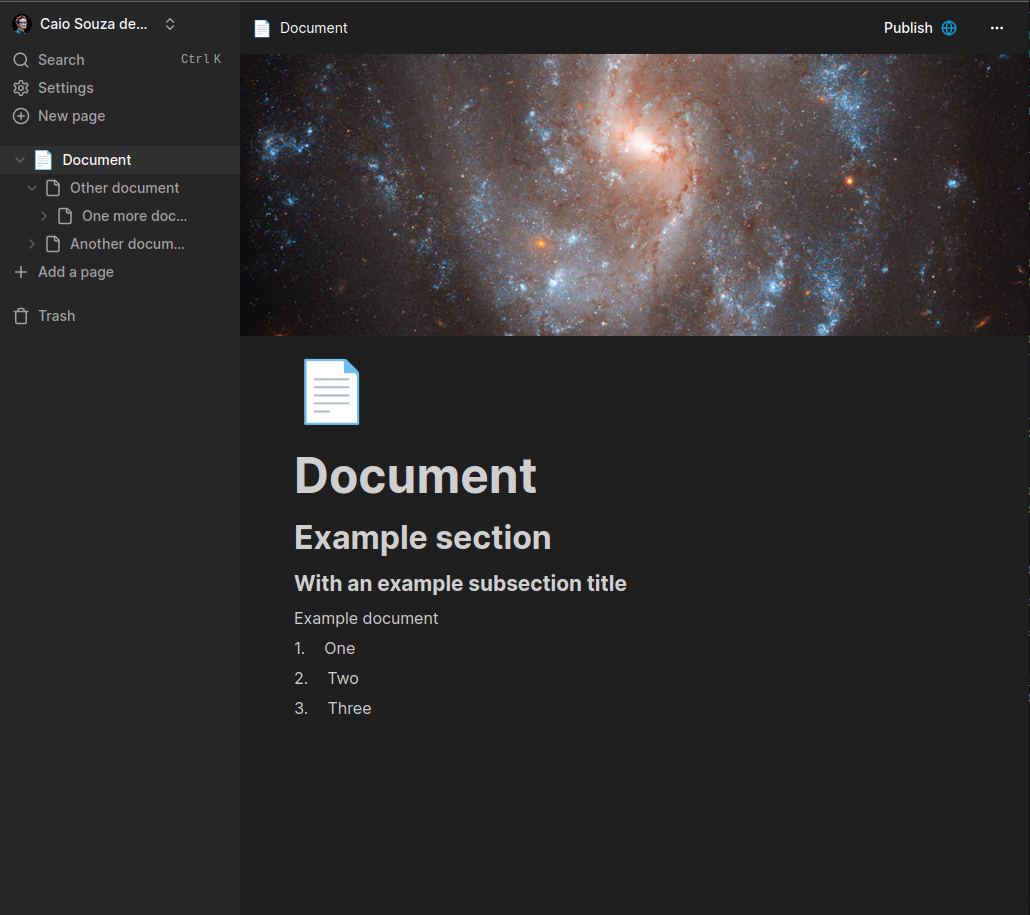 Caio Souza de...
Search Ctrl K
Settings
New page
Document
Other document
One more doc...
Another docum...
Add a page
Trash
Document
Publish
Document
Example section
With an example subsection title
Example document
1. One
2. Two
3. Three